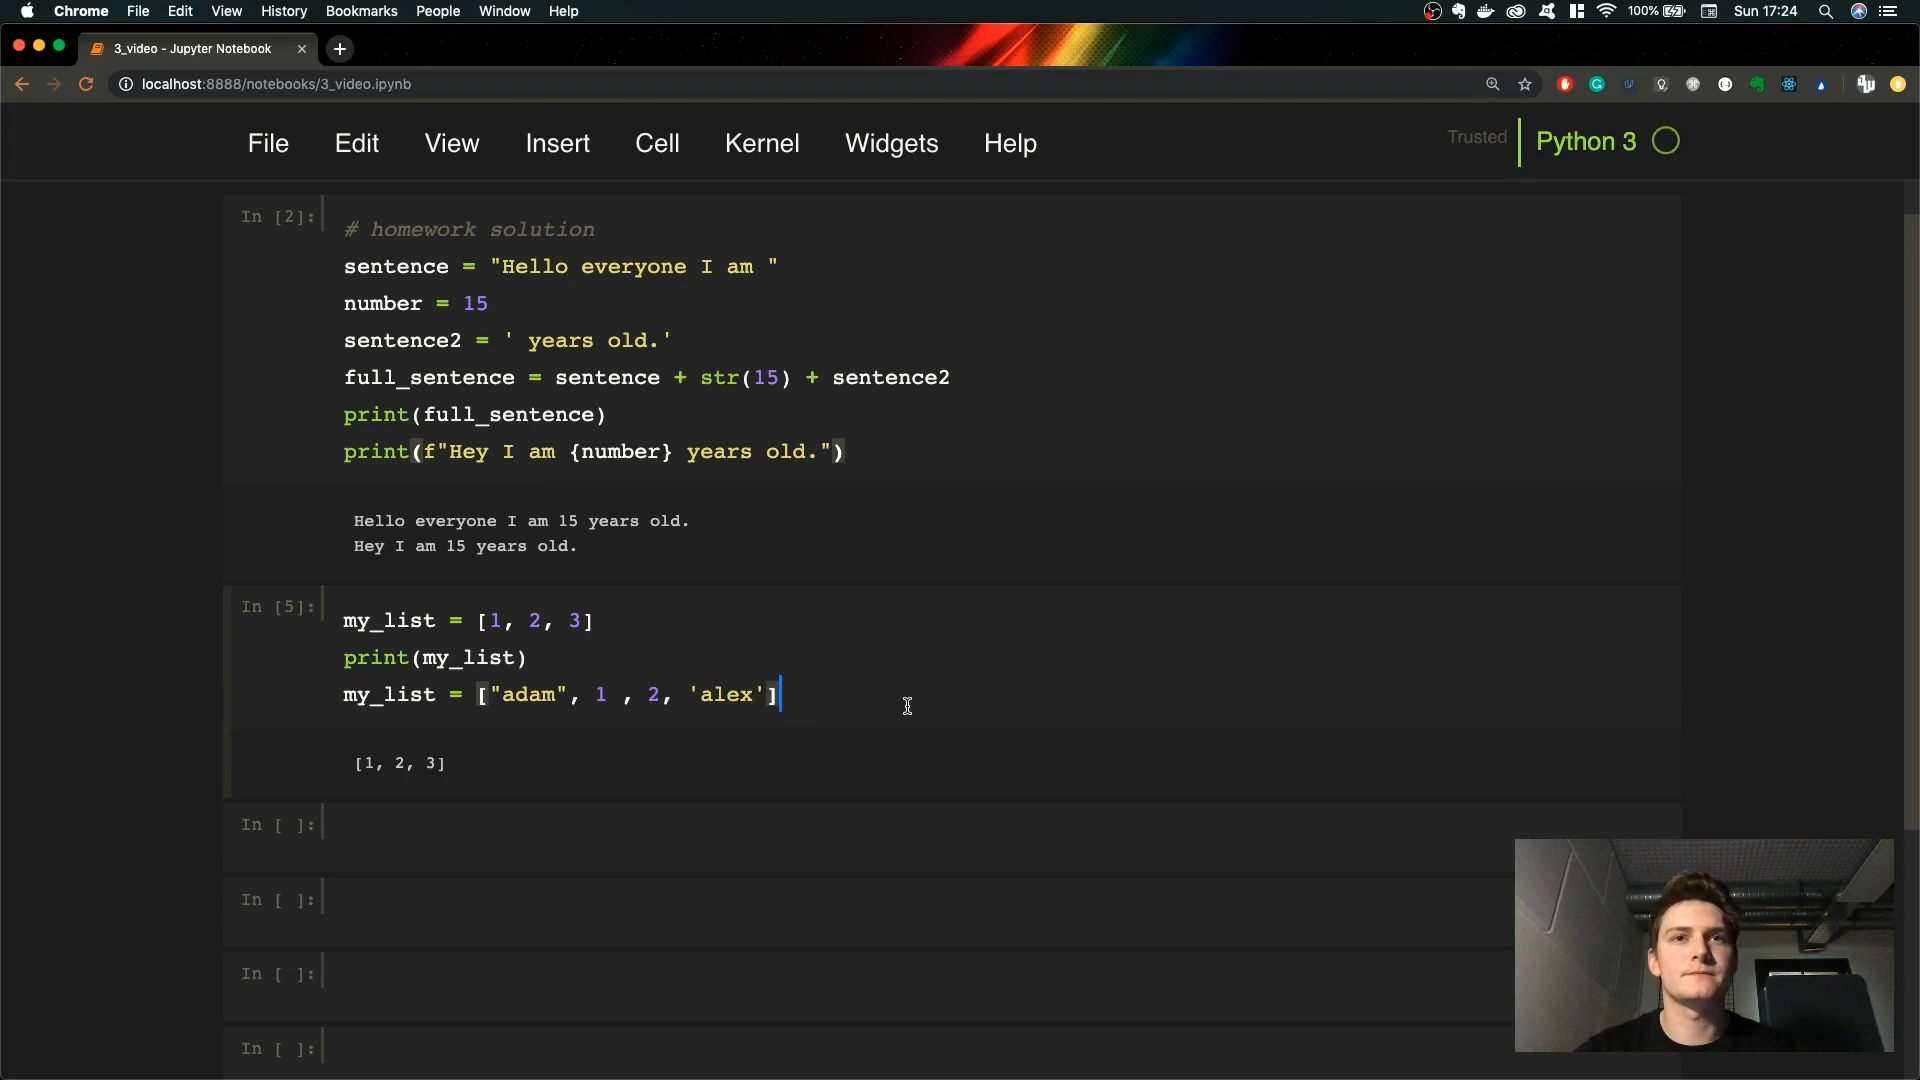 Chrome File Edit View History Bookmarks People Window Help 100% Sun 17:24
3_video - Jupyter Notebook
localhost:8888/notebooks/3_video.ipynb
File Edit View Insert Cell Kernel Widgets Help Trusted Python 3
In [2]:
# homework solution
sentence = "Hello everyone I am "
number = 15
sentence2 = ' years old.'
full_sentence = sentence + str(15) + sentence2
print(full_sentence)
print(f"Hey I am {number} years old.")
Hello everyone I am 15 years old.
Hey I am 15 years old.
In [5]:
my_list = [1, 2, 3]
print(my_list)
my_list = ["adam", 1 , 2, 'alex']
[1, 2, 3]
In [ ]:
In [ ]:
In [ ]:
In [ ]: